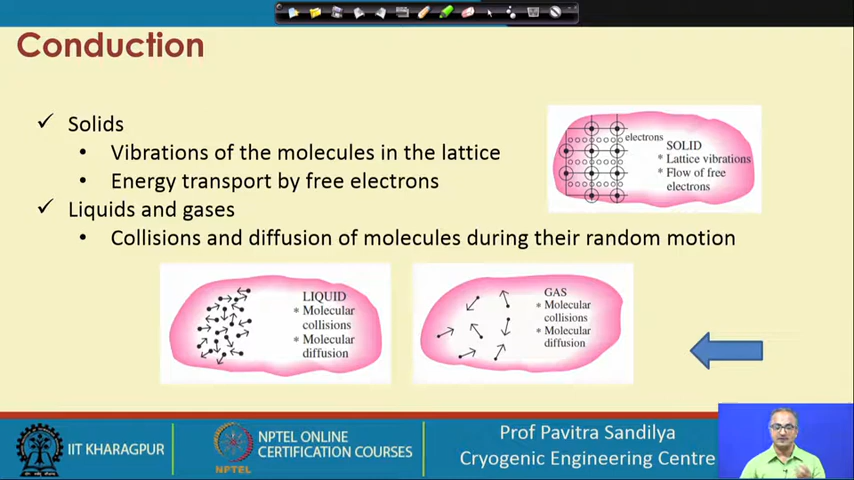 Conduction
✓ Solids
• Vibrations of the molecules in the lattice
• Energy transport by free electrons
✓ Liquids and gases
• Collisions and diffusion of molecules during their random motion
electrons
SOLID
* Lattice vibrations
* Flow of free
electrons
LIQUID
* Molecular
collisions
* Molecular
diffusion
GAS
* Molecular
collisions
* Molecular
diffusion
IIT KHARAGPUR
NPTEL
NPTEL ONLINE
CERTIFICATION COURSES
Prof Pavitra Sandilya
Cryogenic Engineering Centre